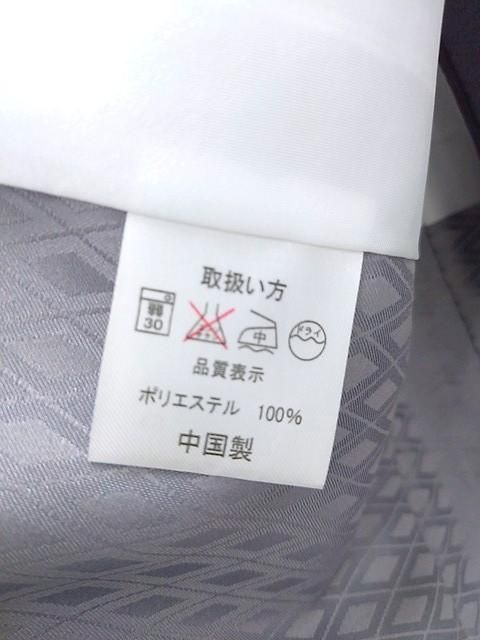 取扱い方
弱
30
中
ドライ
品質表示
ポリエステル 100%
中国製